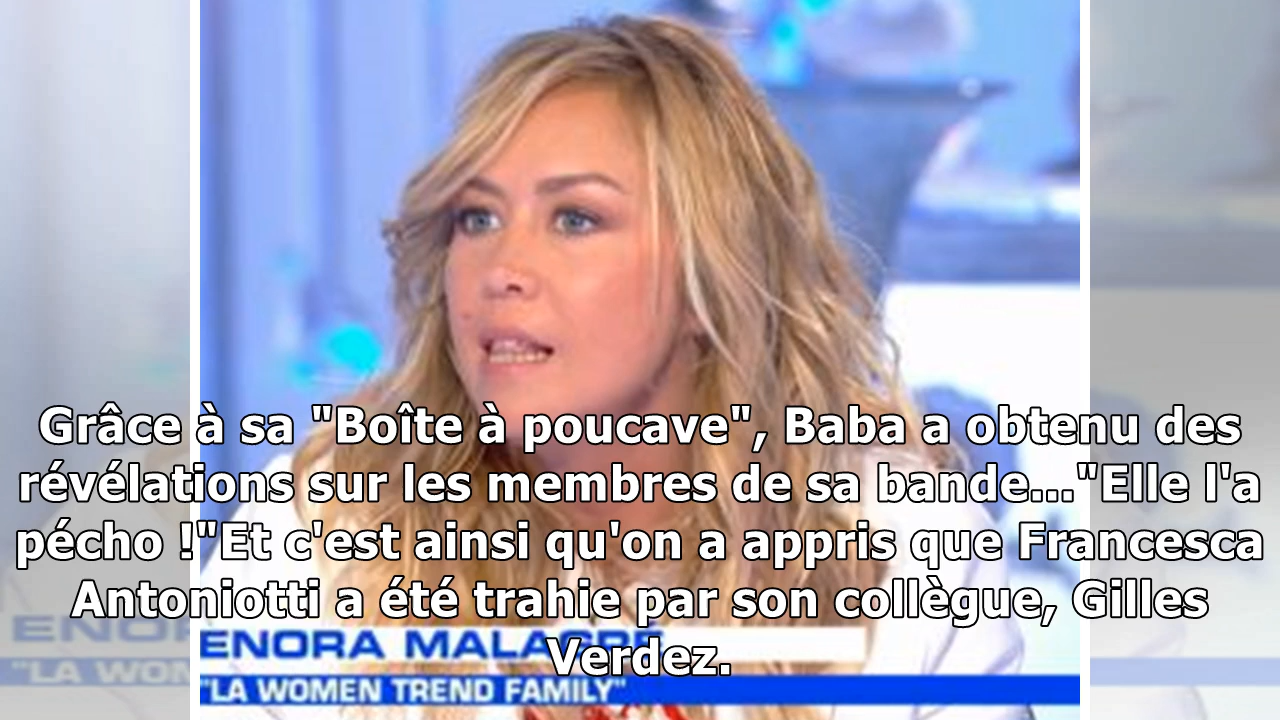 Grâce à sa "Boîte à poucave", Baba a obtenu des
révélations sur les membres de sa bande..."Elle l'a
pécho !"Et c'est ainsi qu'on a appris que Francesca
Antoniotti a été trahie par son collègue, Gilles
Verdez.
ENORA MALAGRÉ
"LA WOMEN TREND FAMILY"